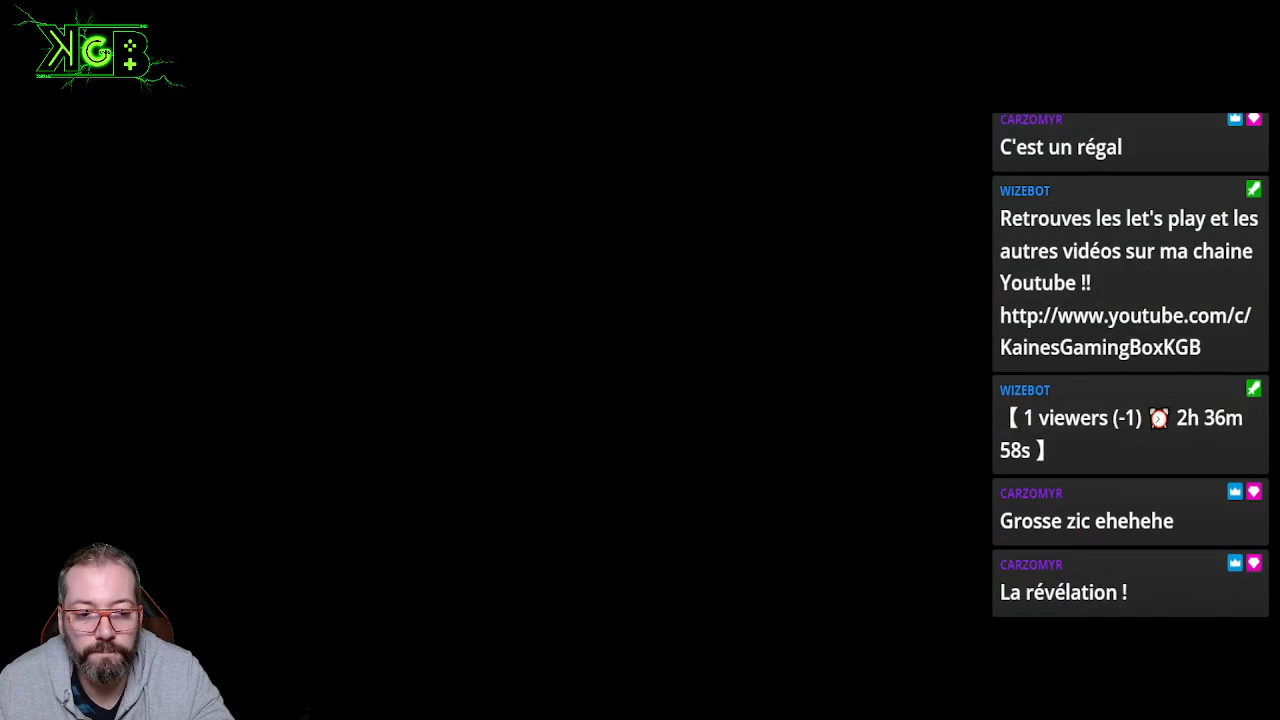 KGB
CARZOMYR
C'est un régal
WIZEBOT
Retrouves les let's play et les
autres vidéos sur ma chaine
Youtube !!
http://www.youtube.com/c/
KainesGamingBoxKGB
WIZEBOT
【 1 viewers (-1) ⏰ 2h 36m
58s 】
CARZOMYR
Grosse zic ehehehe
CARZOMYR
La révélation !